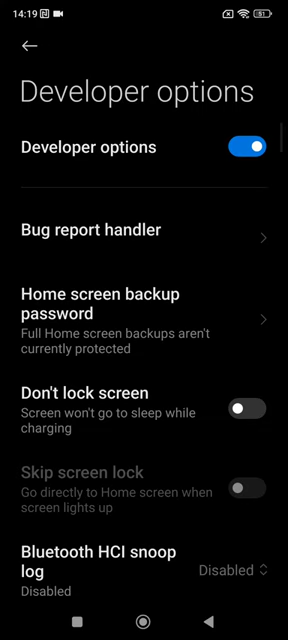 14:19
51
Developer options
Developer options
Bug report handler
Home screen backup
password
Full Home screen backups aren't
currently protected
Don't lock screen
Screen won't go to sleep while
charging
Skip screen lock
Go directly to Home screen when
screen lights up
Bluetooth HCI snoop
log
Disabled
Disabled